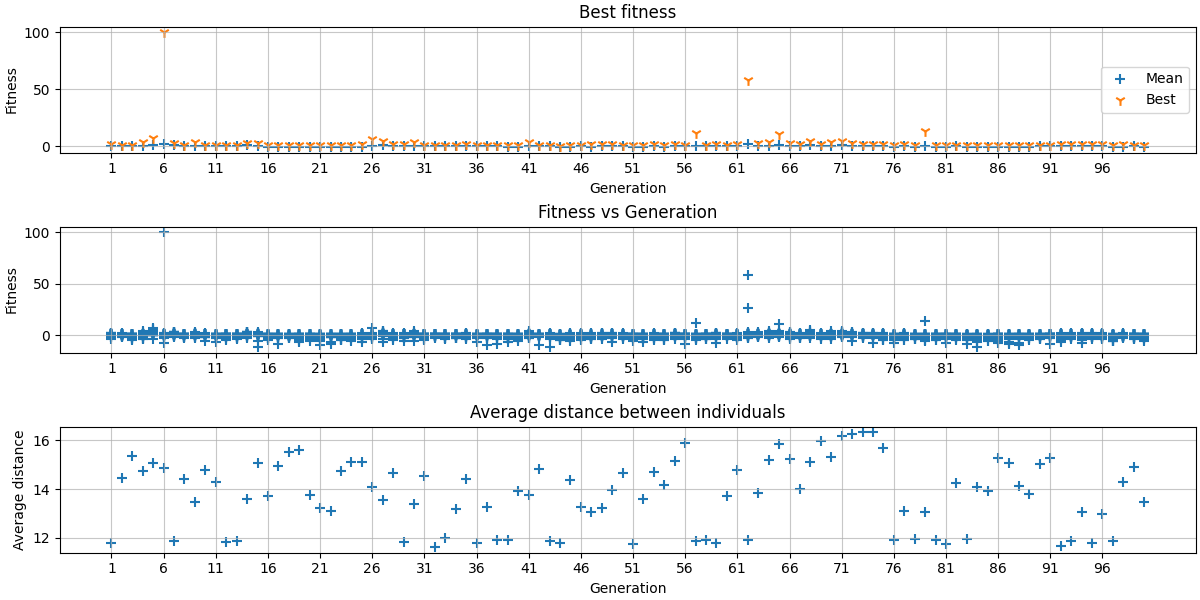 Best fitness
100
50
0
Fitness
Mean
Best
1 6 11 16 21 26 31 36 41 46 51 56 61 66 71 76 81 86 91 96
Generation
Fitness vs Generation
100
50
0
Fitness
1 6 11 16 21 26 31 36 41 46 51 56 61 66 71 76 81 86 91 96
Generation
Average distance between individuals
16
14
12
Average distance
1 6 11 16 21 26 31 36 41 46 51 56 61 66 71 76 81 86 91 96
Generation